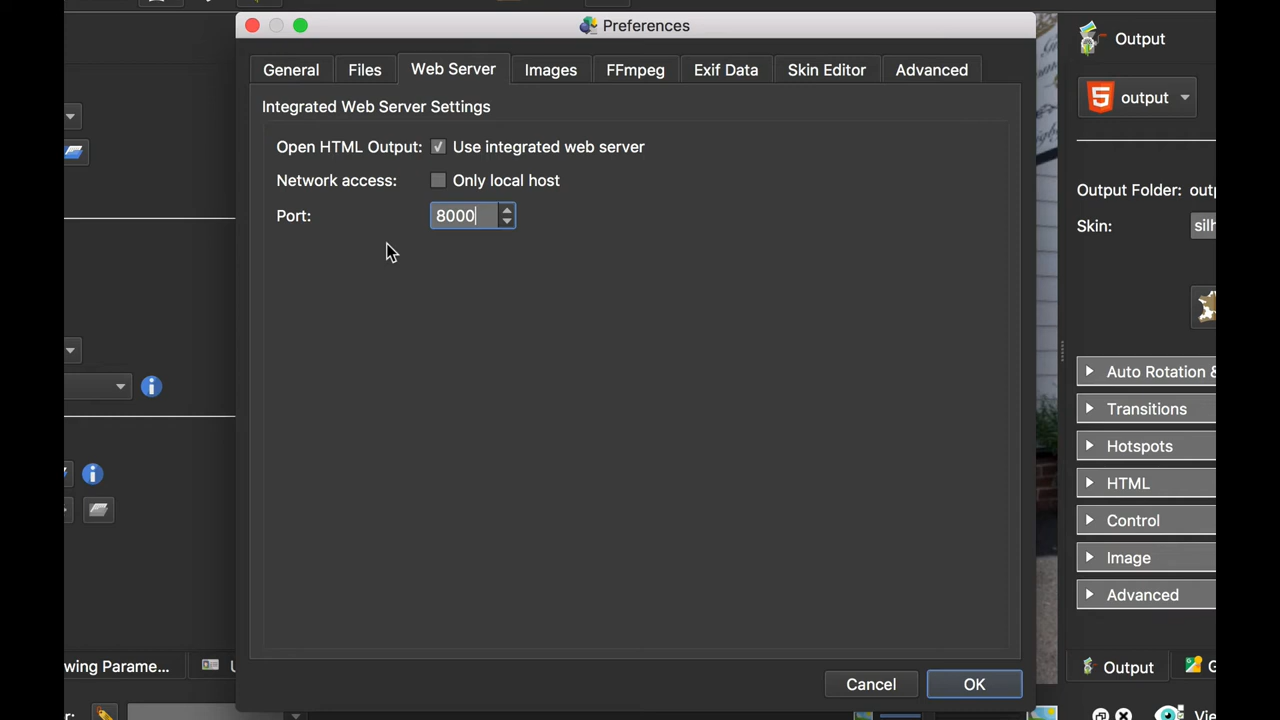 Preferences
General Files Web Server Images FFmpeg Exif Data Skin Editor Advanced
Integrated Web Server Settings
Open HTML Output: Use integrated web server
Network access: Only local host
Port: 8000
Cancel OK
Output
output
Output Folder:
Skin:
Auto Rotation &
Transitions
Hotspots
HTML
Control
Image
Advanced
Output